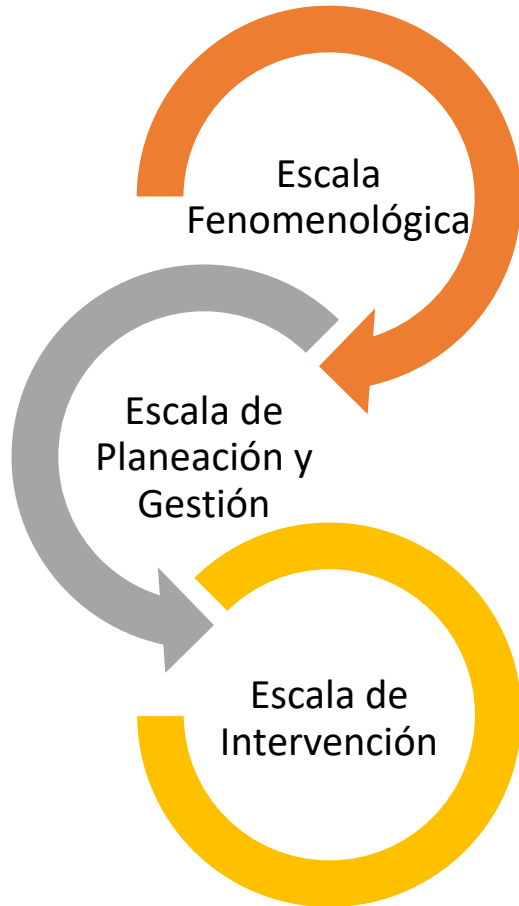 Escala
Fenomenológica
Escala de
Planeación y
Gestión
Escala de
Intervención